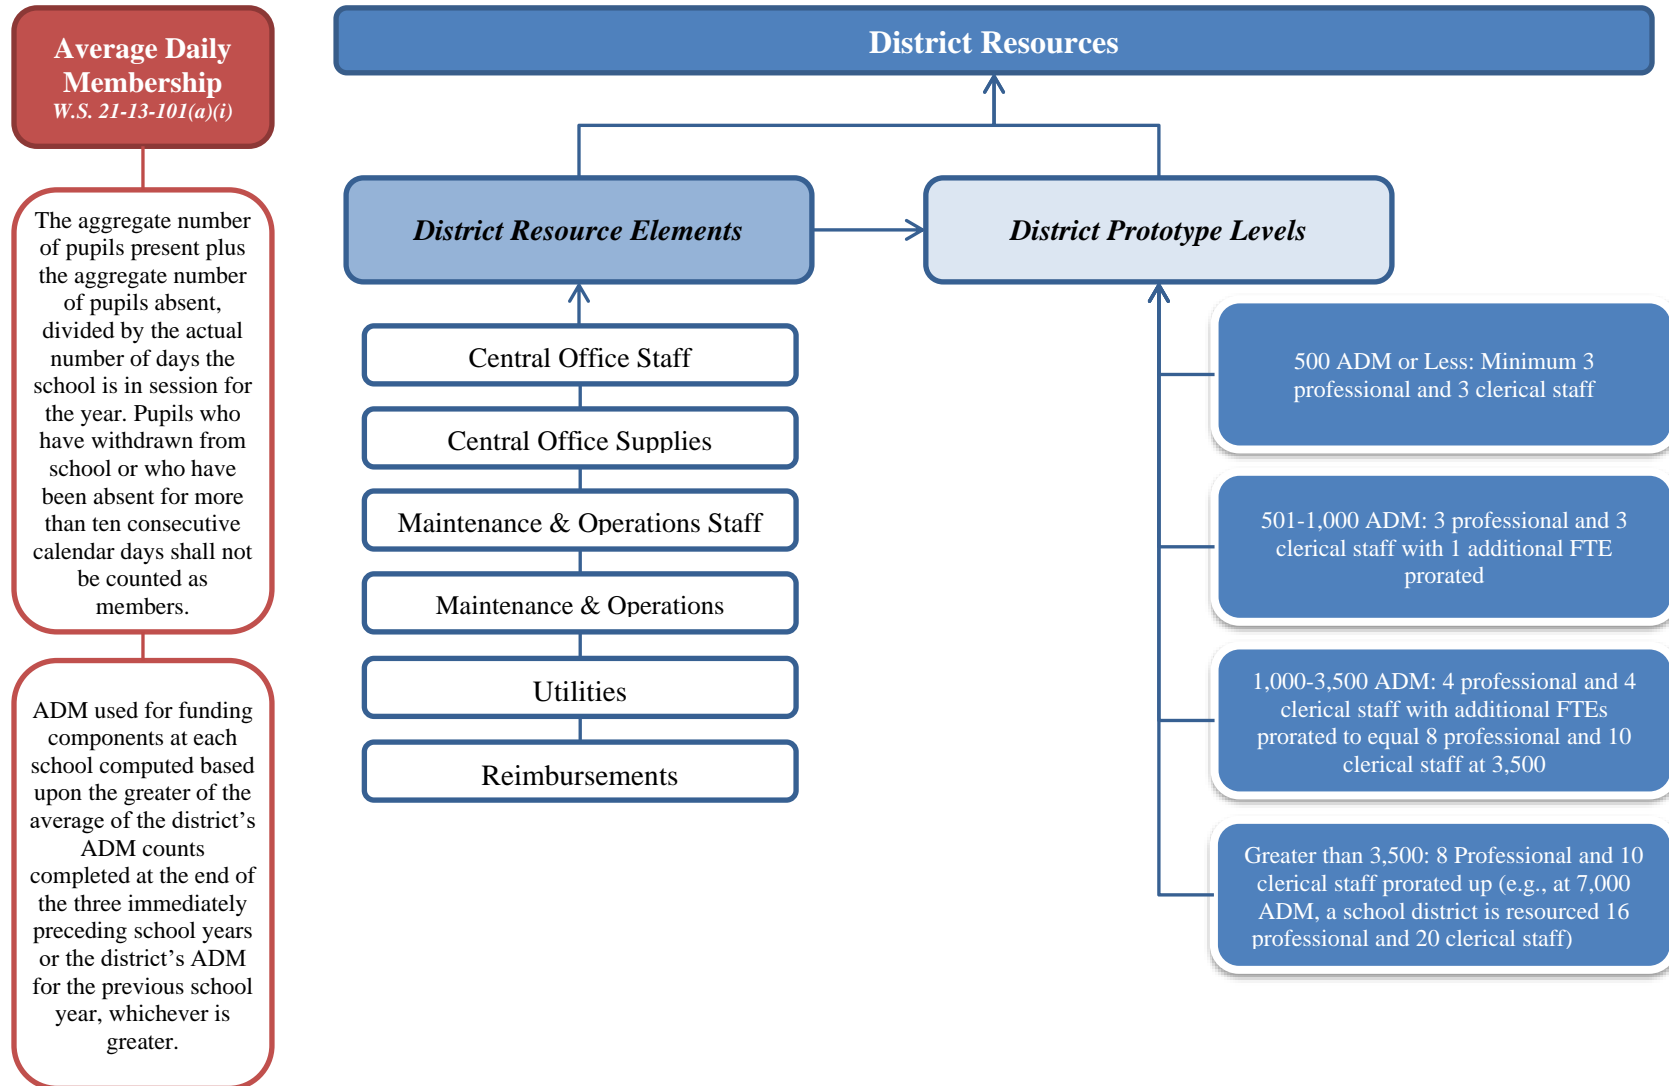 Average Daily
Membership
W.S. 21-13-101(a)(i)
The aggregate number
of pupils present plus
the aggregate number
of pupils absent,
divided by the actual
number of days the
school is in session for
the year. Pupils who
have withdrawn from
school or who have
been absent for more
than ten consecutive
calendar days shall not
be counted as
members.
ADM used for funding
components at each
school computed based
upon the greater of the
average of the district’s
ADM counts
completed at the end of
the three immediately
preceding school years
or the district’s ADM
for the previous school
year, whichever is
greater.
District Resources
District Resource Elements
Central Office Staff
Central Office Supplies
Maintenance & Operations Staff
Maintenance & Operations
Utilities
Reimbursements
District Prototype Levels
500 ADM or Less: Minimum 3
professional and 3 clerical staff
501-1,000 ADM: 3 professional and 3
clerical staff with 1 additional FTE
prorated
1,000-3,500 ADM: 4 professional and 4
clerical staff with additional FTEs
prorated to equal 8 professional and 10
clerical staff at 3,500
Greater than 3,500: 8 Professional and 10
clerical staff prorated up (e.g., at 7,000
ADM, a school district is resourced 16
professional and 20 clerical staff)